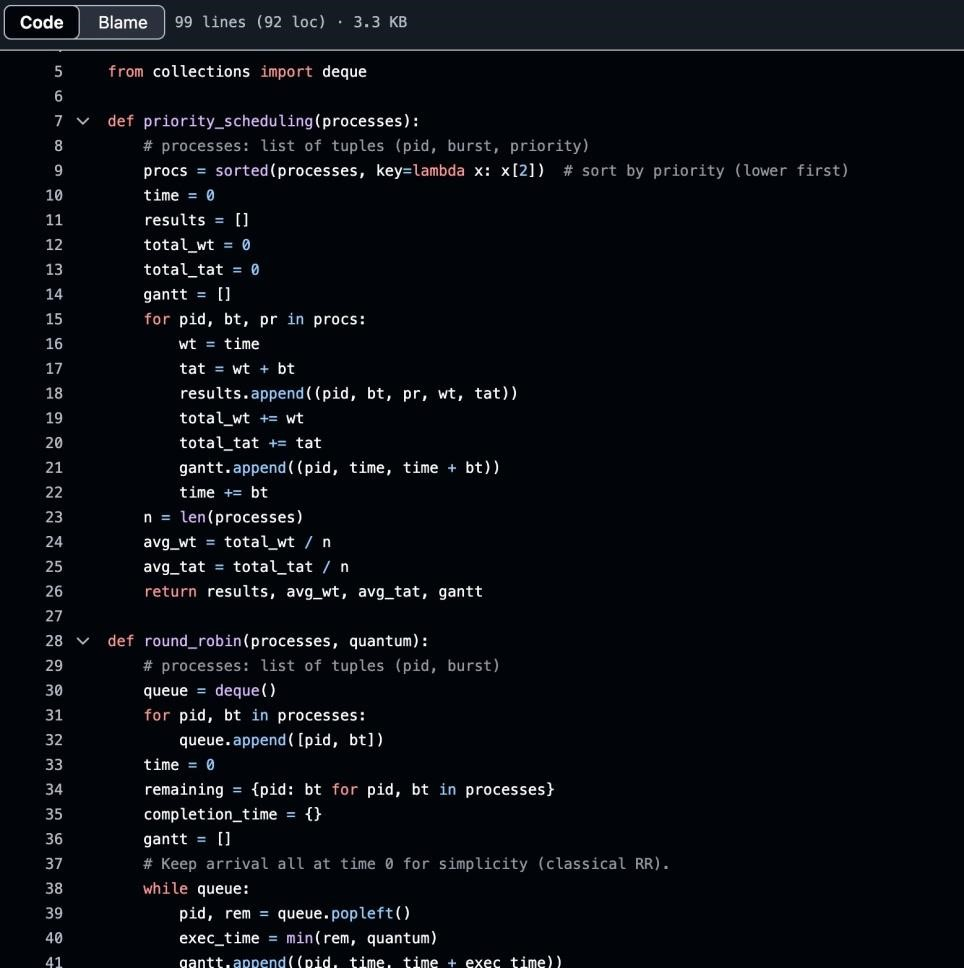 Code Blame 99 lines (92 loc) · 3.3 KB
5 from collections import deque
6
7 def priority_scheduling(processes):
8     # processes: list of tuples (pid, burst, priority)
9     procs = sorted(processes, key=lambda x: x[2])  # sort by priority (lower first)
10     time = 0
11     results = []
12     total_wt = 0
13     total_tat = 0
14     gantt = []
15     for pid, bt, pr in procs:
16         wt = time
17         tat = wt + bt
18         results.append((pid, bt, pr, wt, tat))
19         total_wt += wt
20         total_tat += tat
21         gantt.append((pid, time, time + bt))
22         time += bt
23     n = len(processes)
24     avg_wt = total_wt / n
25     avg_tat = total_tat / n
26     return results, avg_wt, avg_tat, gantt
27
28 def round_robin(processes, quantum):
29     # processes: list of tuples (pid, burst)
30     queue = deque()
31     for pid, bt in processes:
32         queue.append([pid, bt])
33     time = 0
34     remaining = {pid: bt for pid, bt in processes}
35     completion_time = {}
36     gantt = []
37     # Keep arrival all at time 0 for simplicity (classical RR).
38     while queue:
39         pid, rem = queue.popleft()
40         exec_time = min(rem, quantum)
41         gantt.append((pid, time, time + exec_time))